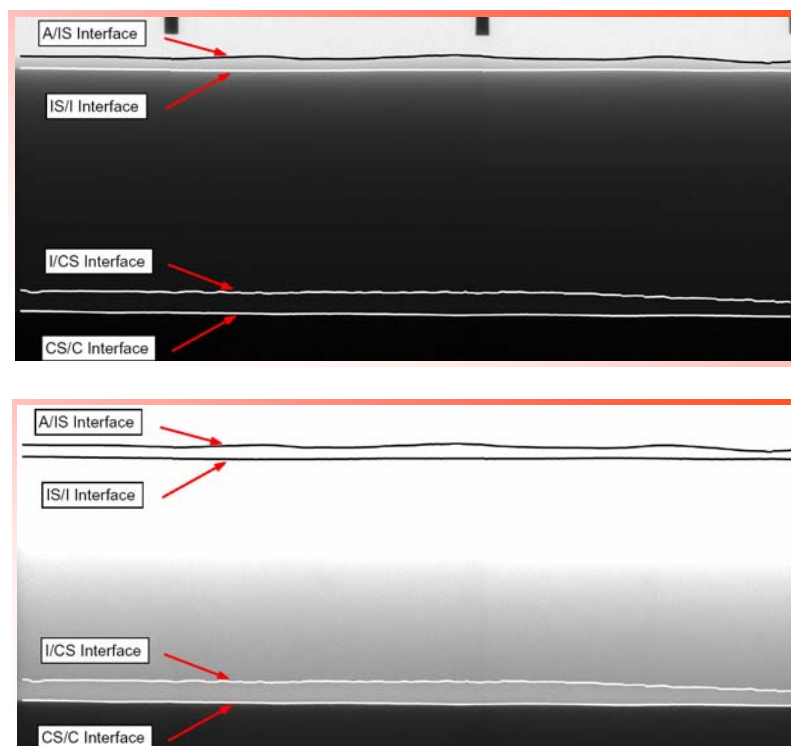 A/IS Interface
IS/I Interface
I/CS Interface
CS/C Interface
A/IS Interface
IS/I Interface
I/CS Interface
CS/C Interface